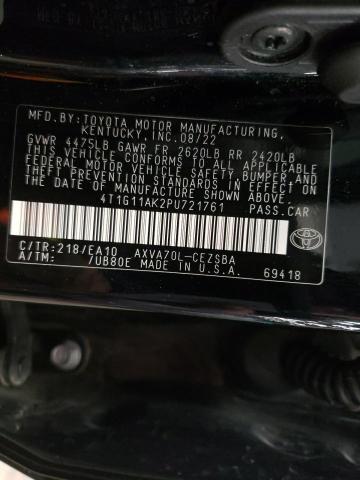 MFD.BY:TOYOTA MOTOR MANUFACTURING,
KENTUCKY, INC.08/22
GVWR 4475LB GAWR FR 2620LB RR 2420LB
THIS VEHICLE CONFORMS TO ALL APPLICABLE
FEDERAL MOTOR VEHICLE SAFETY, BUMPER, AND
THEFT PREVENTION STANDARDS IN EFFECT ON
THE DATE OF MANUFACTURE SHOWN ABOVE.
4T1G11AK2PU721761 PASS.CAR
C/TR:218/EA10 AXVA70L-CEZSBA
A/TM: /UB80E MADE IN U.S.A. 69418